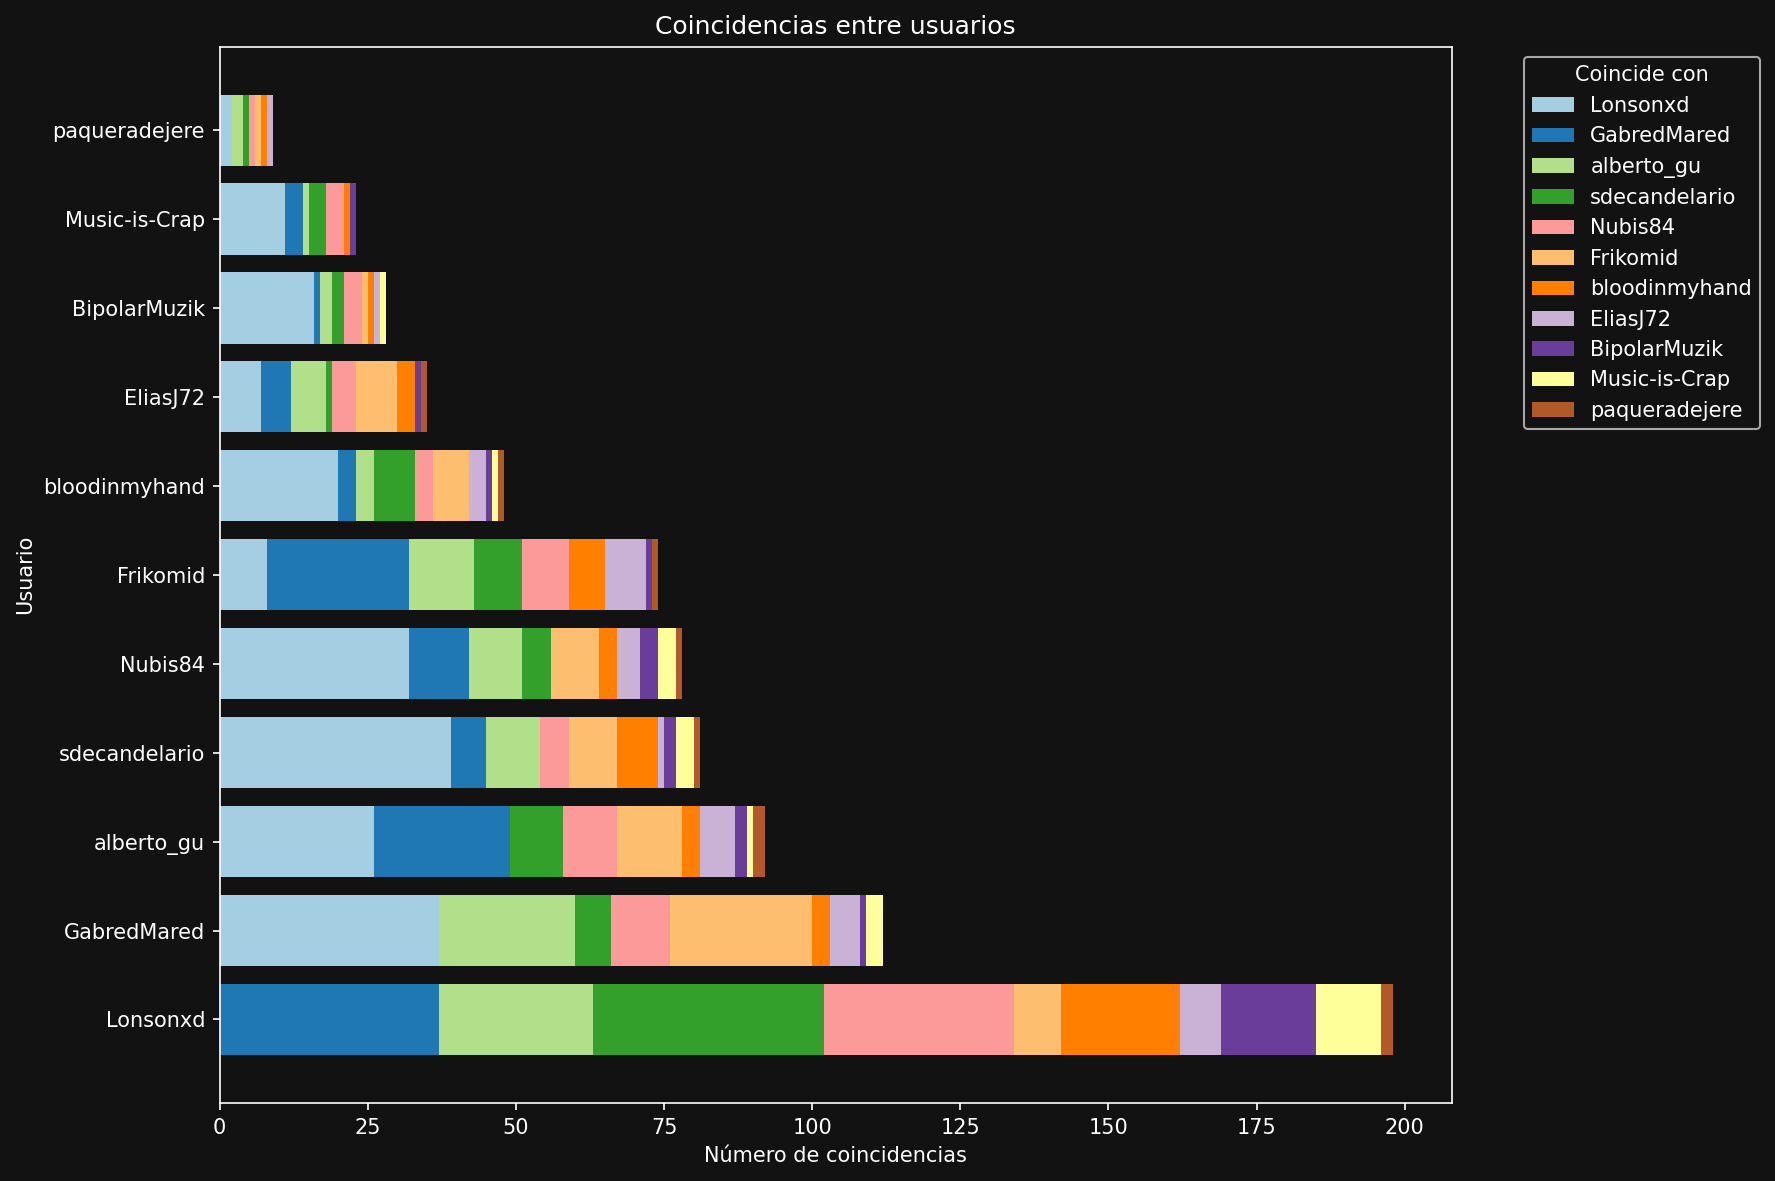 Coincidencias entre usuarios
Coincide con
Lonsonxd
GabredMared
alberto_gu
sdecandelario
Nubis84
Frikomid
bloodinmyhand
EliasJ72
BipolarMuzik
Music-is-Crap
paqueradejere
Usuario
paqueradejere
Music-is-Crap
BipolarMuzik
EliasJ72
bloodinmyhand
Frikomid
Nubis84
sdecandelario
alberto_gu
GabredMared
Lonsonxd
0 25 50 75 100 125 150 175 200
Número de coincidencias